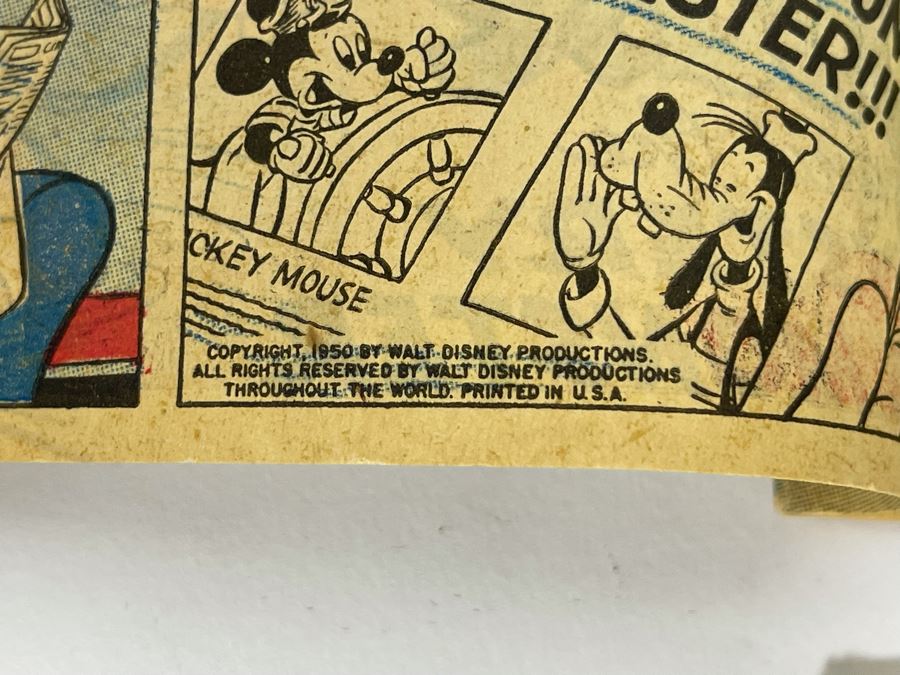 STER!!!
CKEY MOUSE
COPYRIGHT, 1950 BY WALT DISNEY PRODUCTIONS.
ALL RIGHTS RESERVED BY WALT DISNEY PRODUCTIONS
THROUGHOUT THE WORLD. PRINTED IN U.S.A.